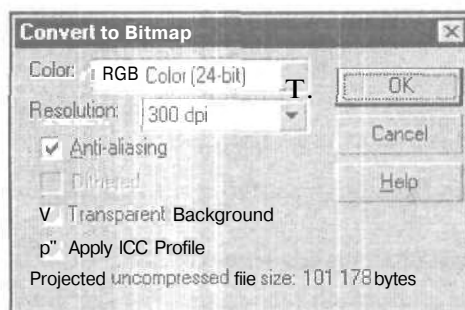 Convert to Bitmap
Color: RGB Color (24-bit) T.
OK
Resolution: 300 dpi
Cancel
Anti-aliasing
Dithered
Help
V Transparent Background
p" Apply ICC Profile
Projected uncompressed file size: 101 178 bytes